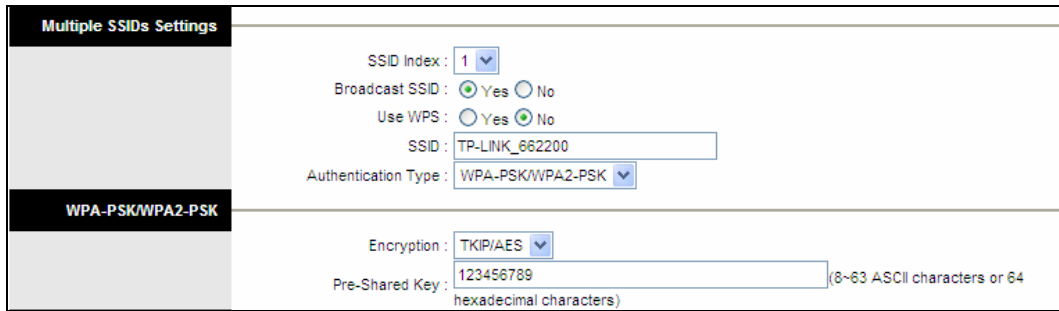 Multiple SSIDs Settings
SSID Index : 1
Broadcast SSID : Yes No
Use WPS : Yes No
SSID : TP-LINK_662200
Authentication Type : WPA-PSK/WPA2-PSK
WPA-PSK/WPA2-PSK
Encryption : TKIP/AES
Pre-Shared Key : 123456789 (8~63 ASCII characters or 64
hexadecimal characters)